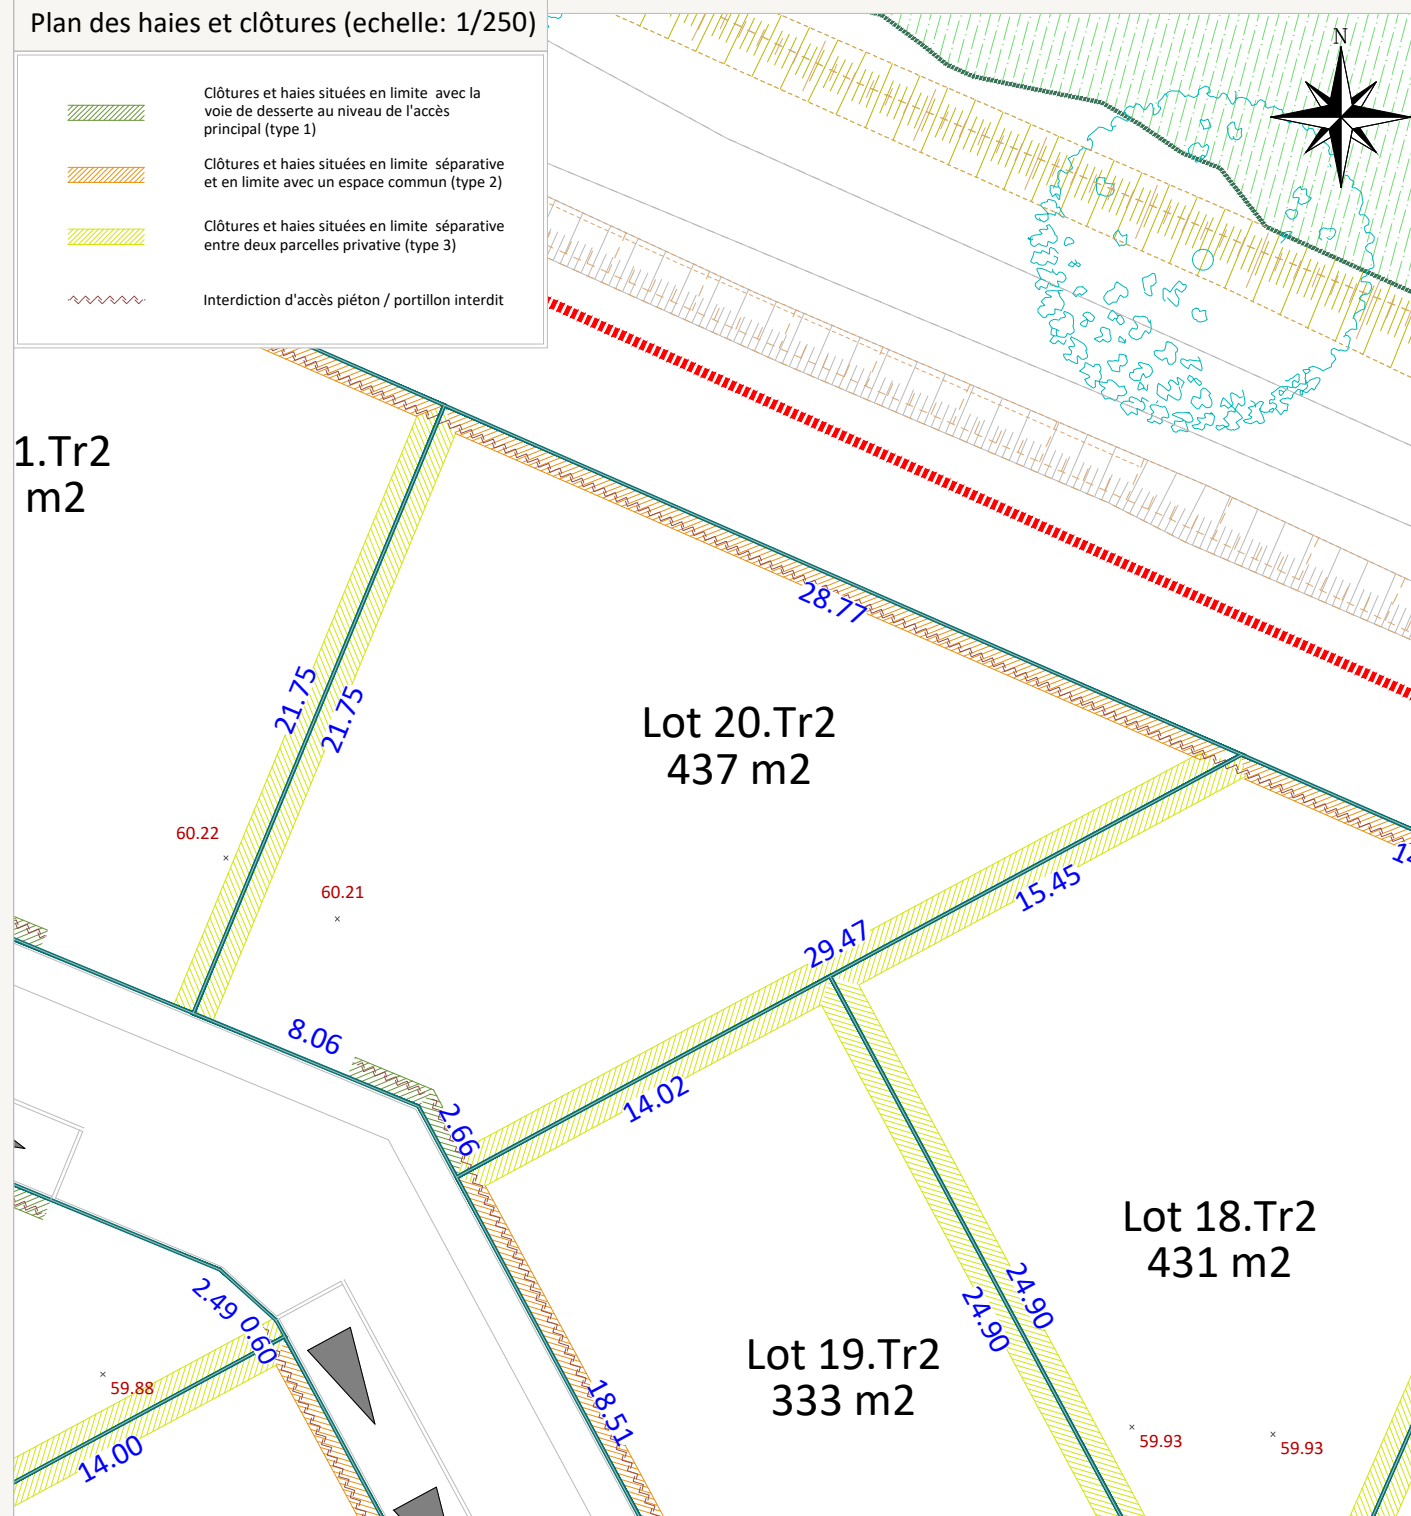 Plan des haies et clôtures (echelle: 1/250)
Clôtures et haies situées en limite avec la
voie de desserte au niveau de l'accès
principal (type 1)
Clôtures et haies situées en limite séparative
et en limite avec un espace commun (type 2)
Clôtures et haies situées en limite séparative
entre deux parcelles privative (type 3)
Interdiction d'accès piéton / portillon interdit
N
1.Tr2
m2
28.77
21.75
21.75
Lot 20.Tr2
437 m2
60.22
60.21
15.45
29.47
8.06
14.02
2.66
Lot 18.Tr2
431 m2
2.49
0.60
24.90
24.90
Lot 19.Tr2
333 m2
59.88
18.51
14.00
59.93
59.93